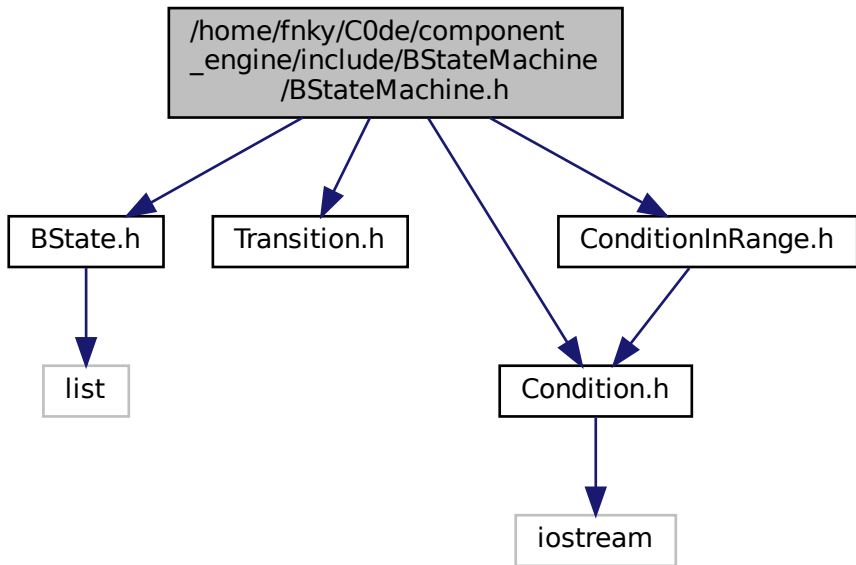 /home/fnky/C0de/component
_engine/include/BStateMachine
/BStateMachine.h
BState.h
Transition.h
ConditionInRange.h
list
Condition.h
iostream